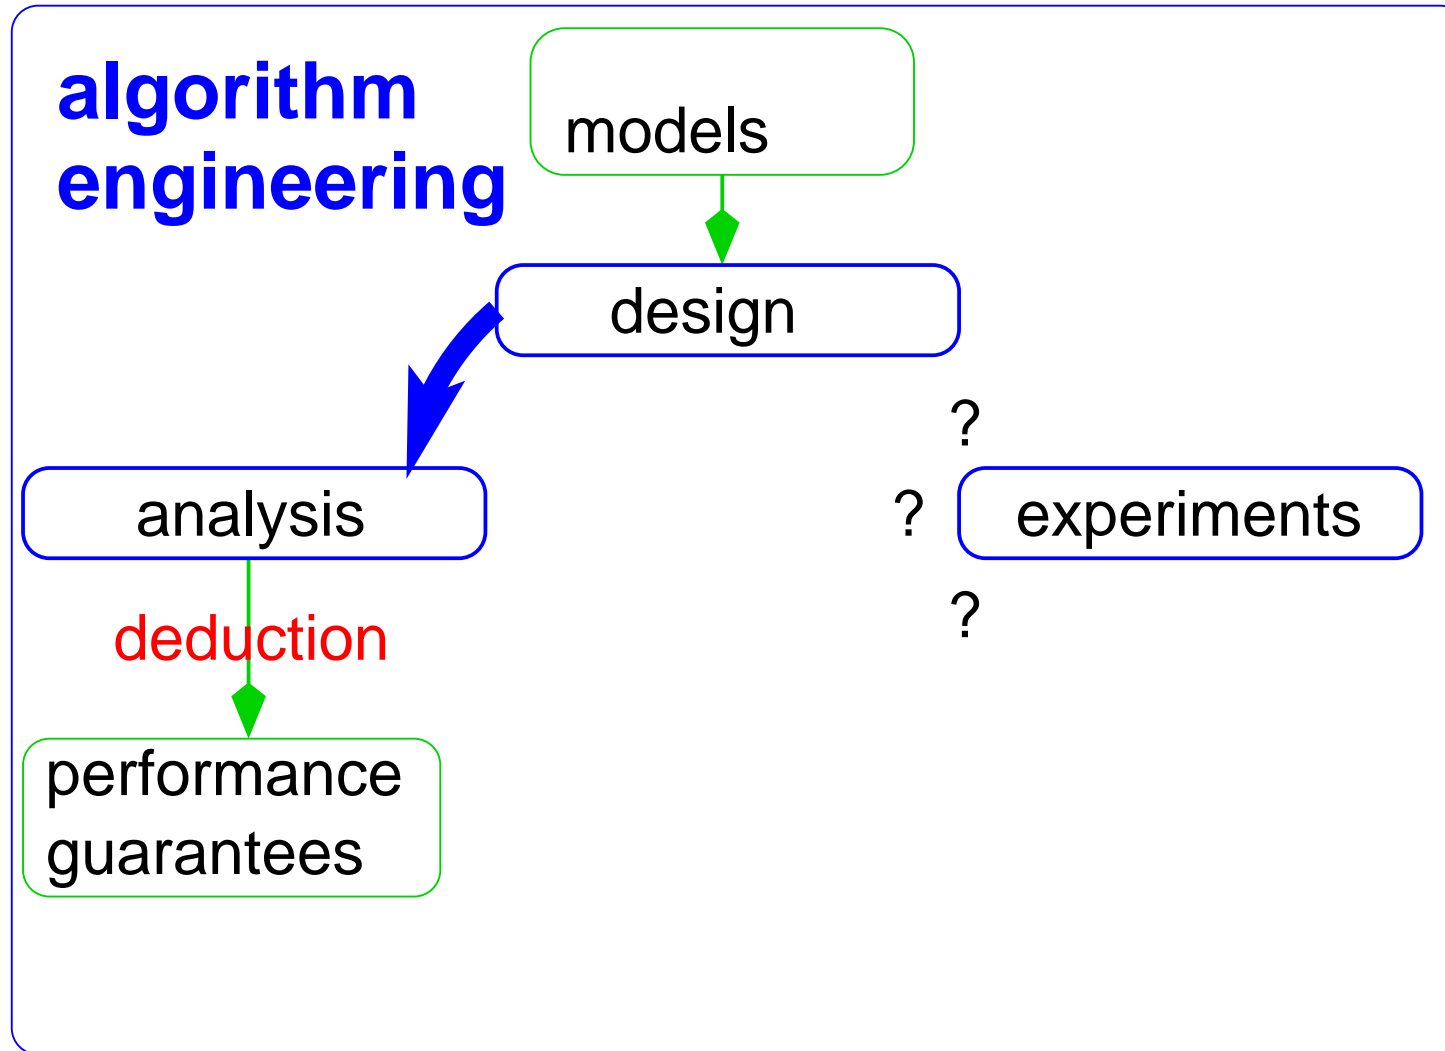 algorithm
engineering
models
design
?
analysis
?
experiments
deduction
?
performance
guarantees